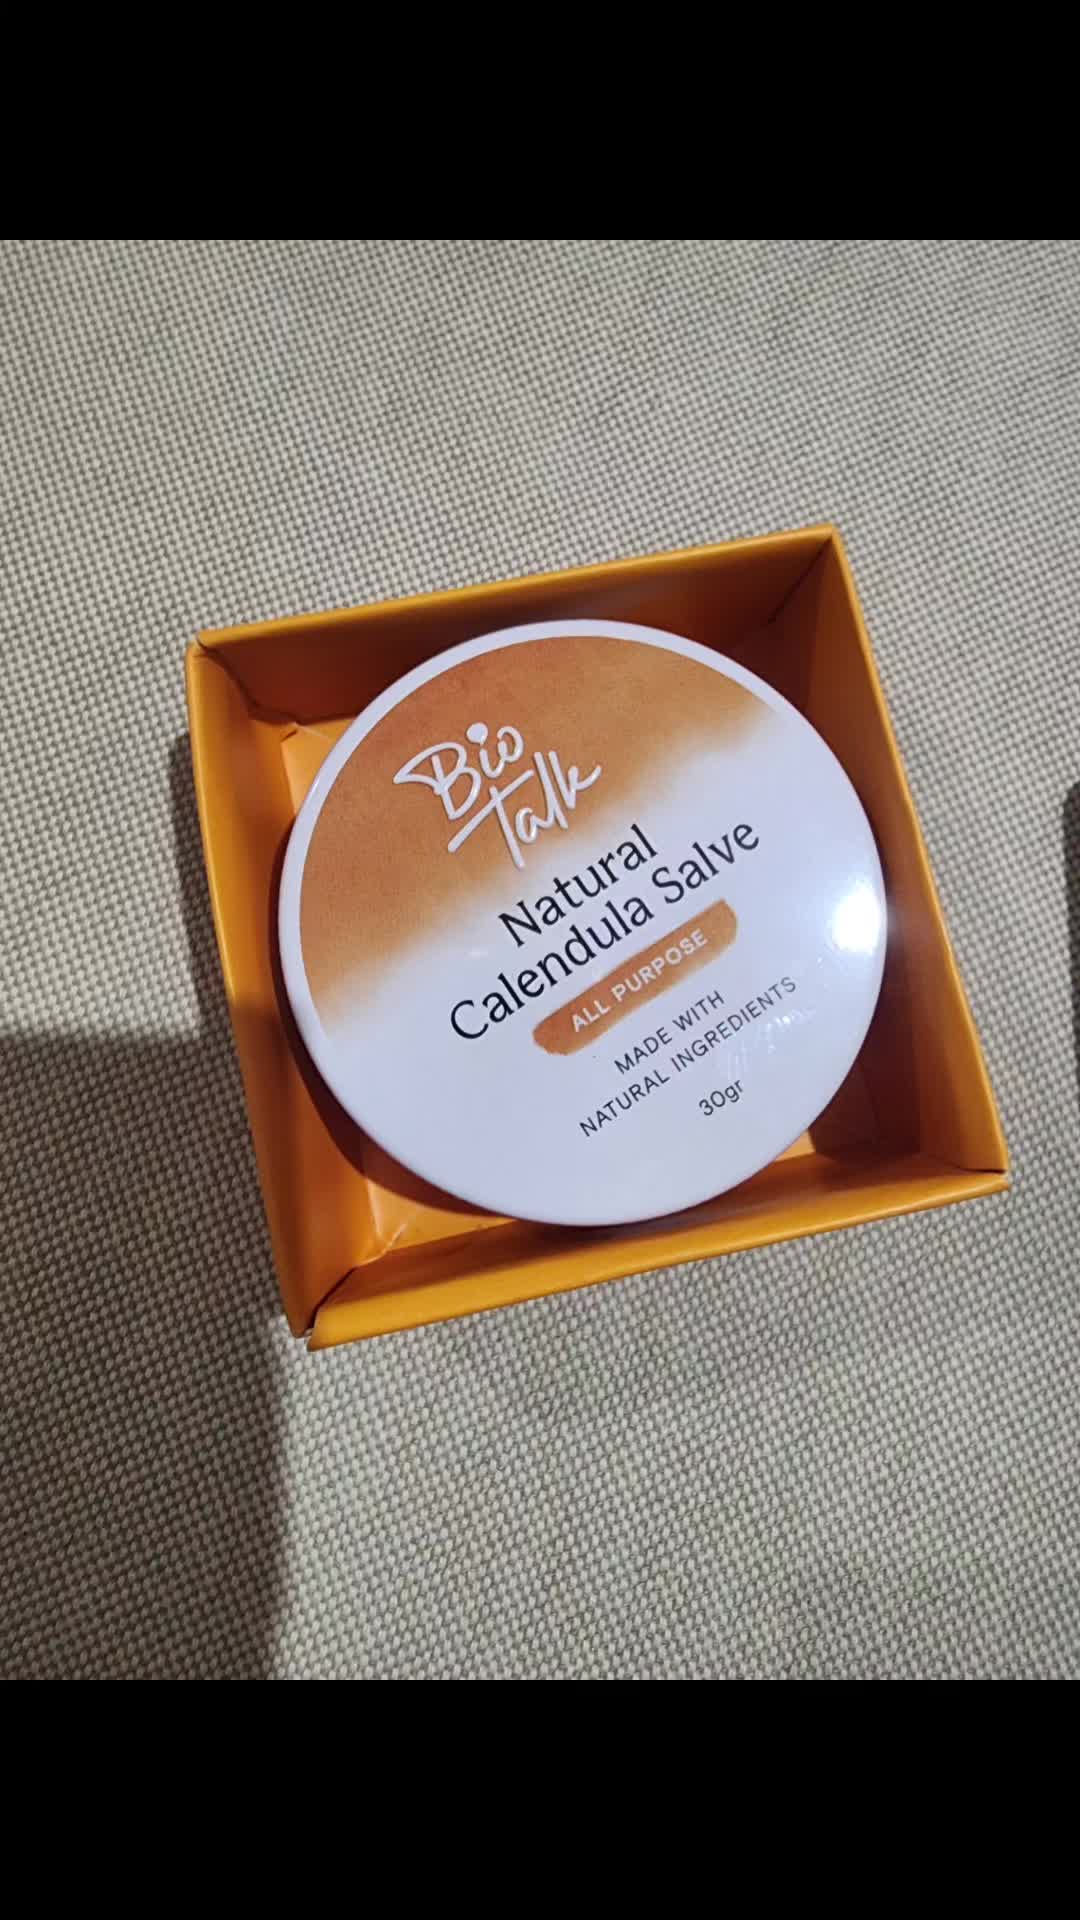 Bio
Talk
Natural
Calendula Salve
ALL PURPOSE
MADE WITH
NATURAL INGREDIENTS
30gr